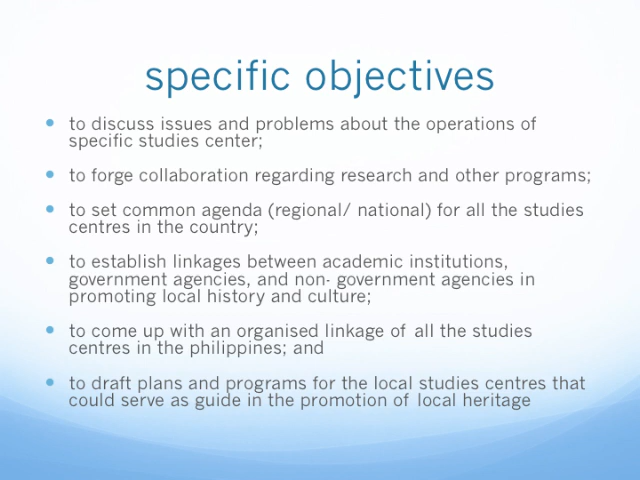 specific objectives
• to discuss issues and problems about the operations of
specific studies center;
• to forge collaboration regarding research and other programs;
• to set common agenda (regional/ national) for all the studies
centres in the country;
• to establish linkages between academic institutions,
government agencies, and non- government agencies in
promoting local history and culture;
• to come up with an organised linkage of all the studies
centres in the philippines; and
• to draft plans and programs for the local studies centres that
could serve as guide in the promotion of local heritage